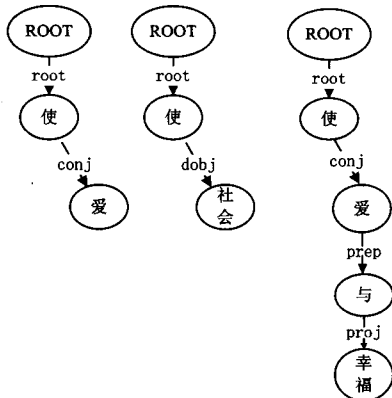 ROOT ROOT ROOT
root root root
使 使 使
conj dobj conj
爱 社会 爱
prep
与
proj
幸福